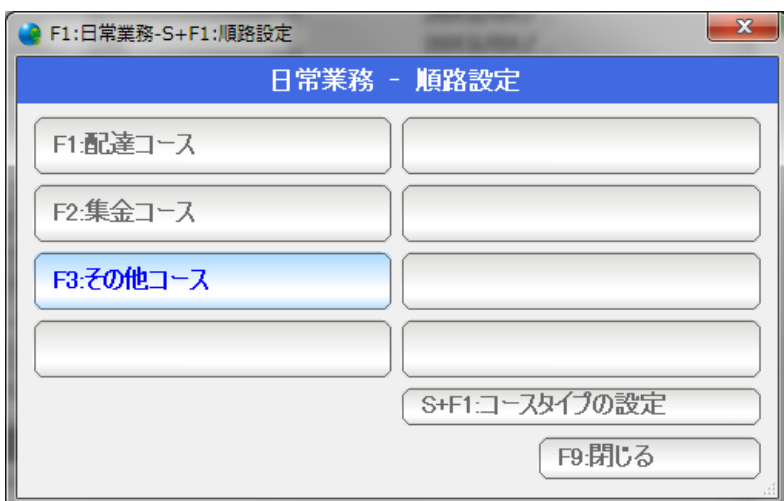 F1:日常業務-S+F1:順路設定
日常業務 - 順路設定
F1:配達コース
F2:集金コース
F3:その他コース
S+F1:コースタイプの設定
F9:閉じる